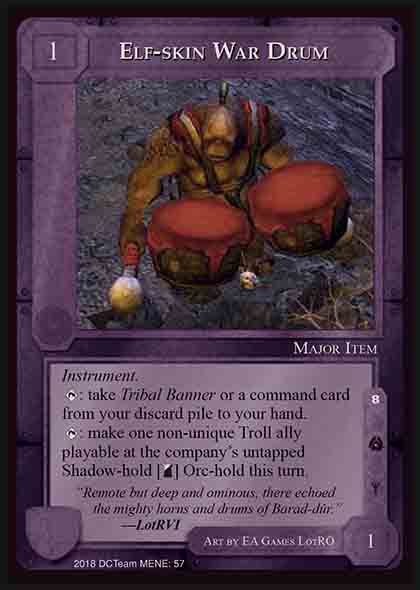 1
ELF-SKIN WAR DRUM
MAJOR ITEM
Instrument.
: take Tribal Banner or a command card
from your discard pile to your hand.
: make one non-unique Troll ally
playable at the company's untapped
Shadow-hold [ ] Orc-hold this turn.
8
"Remote but deep and ominous, there echoed
the mighty horns and drums of Barad-dûr."
—LotRVI
ART BY EA GAMES LOTRO
1
2018 DCTeam MENE: 57